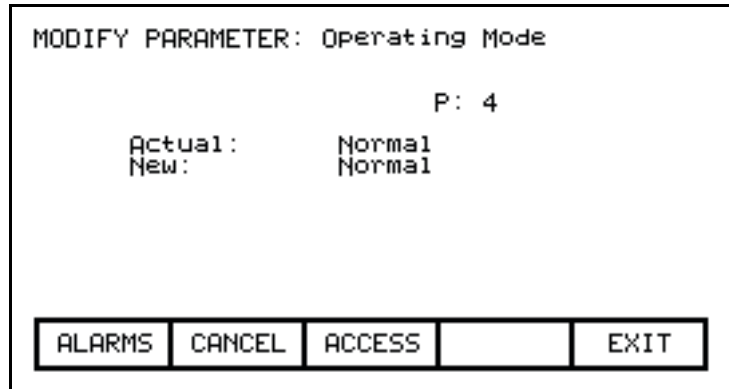 MODIFY PARAMETER: Operating Mode
P: 4
Actual: Normal
New: Normal
ALARMS CANCEL ACCESS EXIT